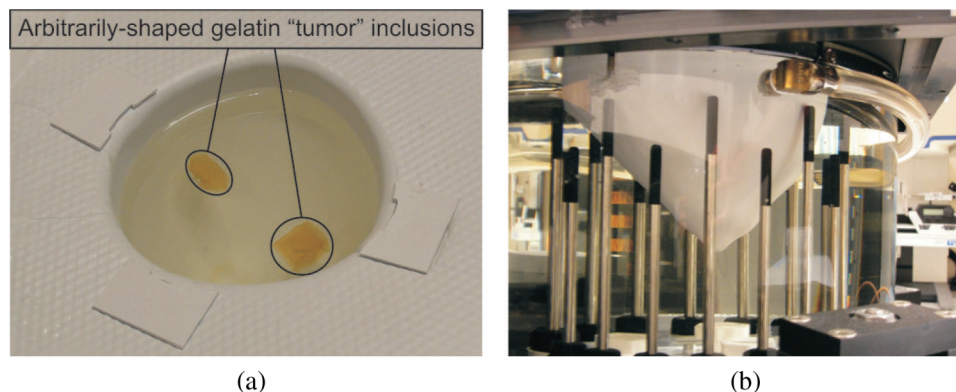 Arbitrarily-shaped gelatin “tumor” inclusions
(a)
(b)